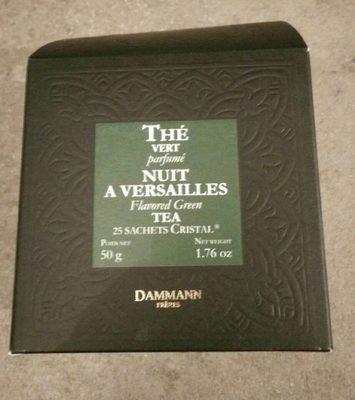 THÉ
VERT
parfumé
NUIT
A VERSAILLES
Flavored Green
TEA
25 SACHETS CRISTAL®
POIDS NET NET WEIGHT
50 g 1.76 oz
DAMMANN
FRÈRES